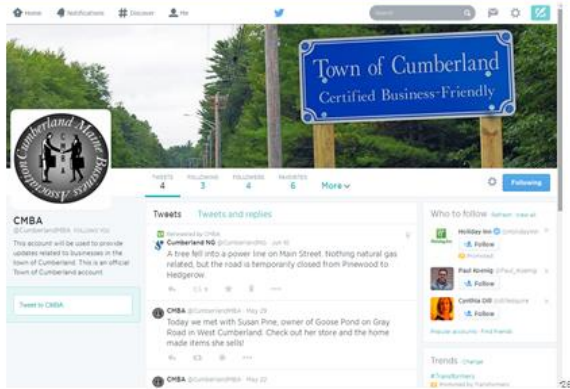 Home Notifications Discover Me
Search
Town of Cumberland
Certified Business-Friendly
Cumberland Maine Business Association
CMBA
TWEETS FOLLOWING FOLLOWERS FAVORITES
4 3 4 6 More
Following
CMBA
@CumberlandMBA FOLLOWS YOU
This account will be used to provide
updates related to businesses in the
town of Cumberland. This is an official
Town of Cumberland account.
Tweet to CMBA
Tweets Tweets and replies
Retweeted by CMBA
Cumberland NG @CumberlandNG · Jun 10
A tree fell into a power line on Main Street. Nothing natural gas
related, but the road is temporarily closed from Pinewood to
Hedgerow.
CMBA @CumberlandMBA · May 29
Today we met with Susan Pine, owner of Goose Pond on Gray
Road in West Cumberland. Check out her store and the home
made items she sells!
CMBA @CumberlandMBA · May 22
Who to follow · Refresh · View all
Holiday Inn @HolidayInn
Follow
Promoted
Paul Koenig @Paul_Koenig
Follow
Cynthia Dill
Follow
Popular accounts · Find friends
Trends · Change
#Transformers
Promoted by Transformers